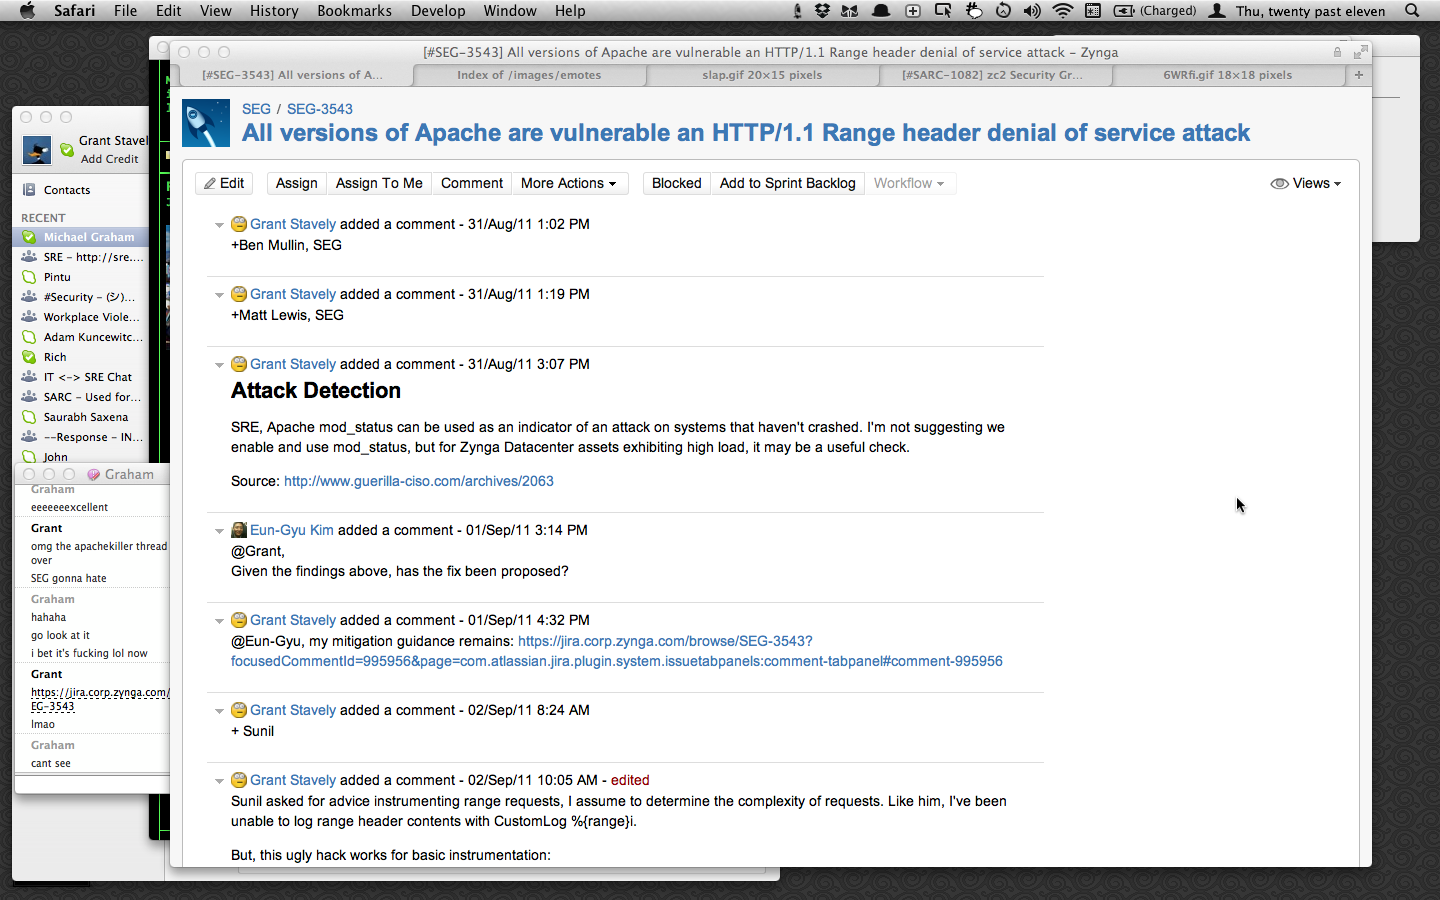 Safari File Edit View History Bookmarks Develop Window Help (Charged) Thu, twenty past eleven
[#SEG-3543] All versions of Apache are vulnerable an HTTP/1.1 Range header denial of service attack – Zynga
[#SEG-3543] All versions of A... Index of /images/emotes slap.gif 20×15 pixels [#SARC-1082] zc2 Security Gr... 6WRfi.gif 18×18 pixels +
SEG / SEG-3543
All versions of Apache are vulnerable an HTTP/1.1 Range header denial of service attack
Edit Assign Assign To Me Comment More Actions Blocked Add to Sprint Backlog Workflow Views
Grant Stavely added a comment - 31/Aug/11 1:02 PM
+Ben Mullin, SEG
Grant Stavely added a comment - 31/Aug/11 1:19 PM
+Matt Lewis, SEG
Grant Stavely added a comment - 31/Aug/11 3:07 PM
Attack Detection
SRE, Apache mod_status can be used as an indicator of an attack on systems that haven't crashed. I'm not suggesting we
enable and use mod_status, but for Zynga Datacenter assets exhibiting high load, it may be a useful check.
Source: http://www.guerilla-ciso.com/archives/2063
Eun-Gyu Kim added a comment - 01/Sep/11 3:14 PM
@Grant,
Given the findings above, has the fix been proposed?
Grant Stavely added a comment - 01/Sep/11 4:32 PM
@Eun-Gyu, my mitigation guidance remains: https://jira.corp.zynga.com/browse/SEG-3543?
focusedCommentId=995956&page=com.atlassian.jira.plugin.system.issuetabpanels:comment-tabpanel#comment-995956
Grant Stavely added a comment - 02/Sep/11 8:24 AM
+ Sunil
Grant Stavely added a comment - 02/Sep/11 10:05 AM - edited
Sunil asked for advice instrumenting range requests, I assume to determine the complexity of requests. Like him, I've been
unable to log range header contents with CustomLog %{range}i.
But, this ugly hack works for basic instrumentation:
Grant Stavel
Add Credit
Contacts
RECENT
Michael Graham
SRE – http://sre....
Pintu
#Security – (シ)...
Workplace Viole...
Adam Kuncewitc...
Rich
IT <-> SRE Chat
SARC – Used for...
Saurabh Saxena
--Response – IN...
John
Graham
Graham
eeeeeeexcellent
Grant
omg the apachekiller thread
over
SEG gonna hate
Graham
hahaha
go look at it
i bet it's fucking lol now
Grant
https://jira.corp.zynga.com/
EG-3543
lmao
Graham
cant see